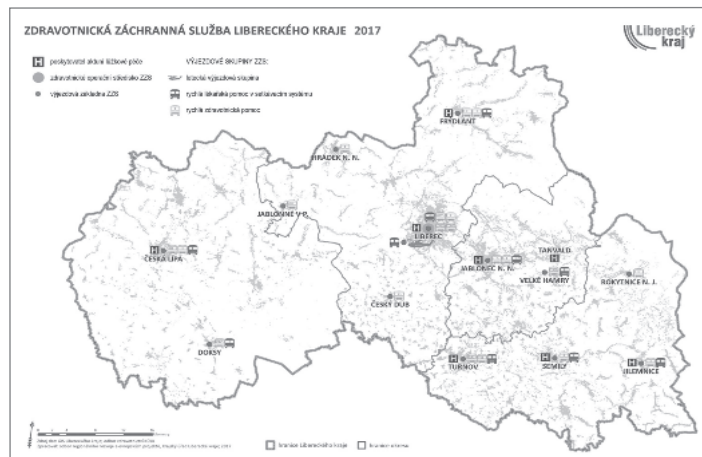 ZDRAVOTNICKÁ ZÁCHRANNÁ SLUŽBA LIBERECKÉHO KRAJE 2017
Liberecký
kraj
poskytovatel akutní lůžkové péče
VÝJEZDOVÉ SKUPINY ZZS:
zdravotnické operační středisko ZZS
letecká výjezdová skupina
výjezdová základna ZZS
rychlá lékařská pomoc v setkávacím systému
rychlá zdravotnická pomoc
FRÝDLANT
HRÁDEK N. N.
JABLONNÉ V P.
LIBEREC
ČESKÁ LÍPA
JABLONEC N. N.
TANVALD
VELKÉ HAMRY
ROKYTNICE N. J.
ČESKÝ DUB
DOKSY
TURNOV
SEMILY
JILEMNICE
hranice Libereckého kraje
hranice okresu